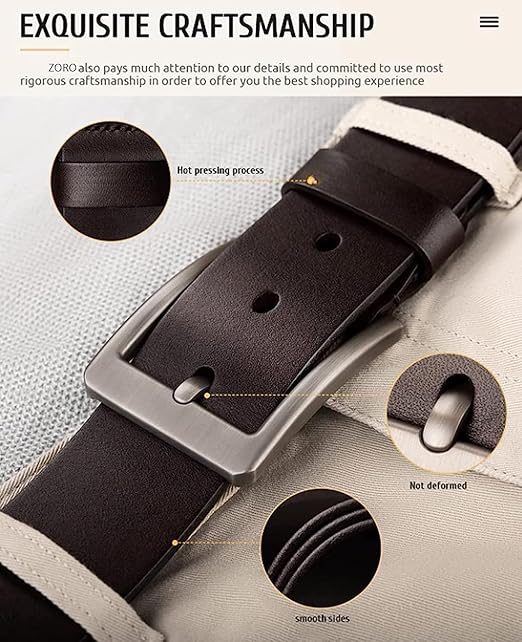 EXQUISITE CRAFTSMANSHIP
ZORO also pays much attention to our details and committed to use most
rigorous craftsmanship in order to offer you the best shopping experience
Hot pressing process
Not deformed
smooth sides